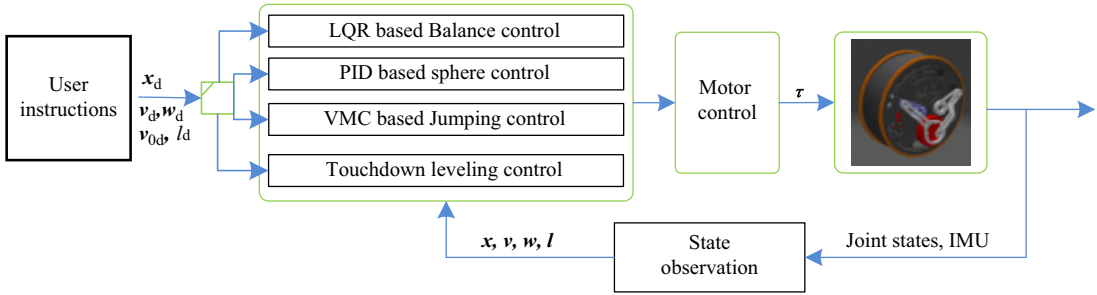 User
instructions
x_d
v_d,w_d
v_0d, l_d
LQR based Balance control
PID based sphere control
VMC based Jumping control
Touchdown leveling control
Motor
control
τ
x, v, w, l
State
observation
Joint states, IMU